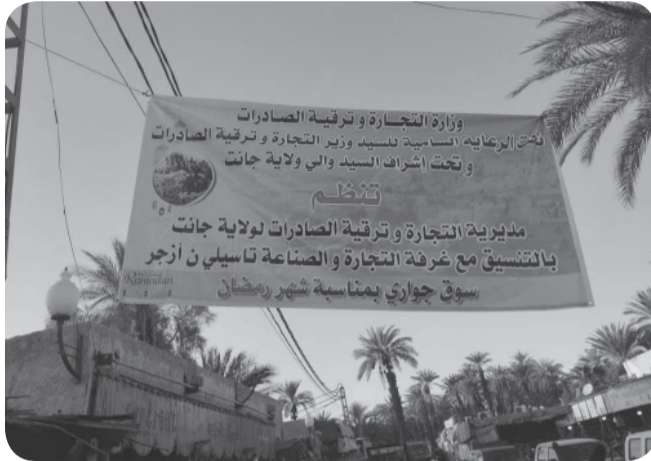 وزارة التجارة و ترقية الصادرات
تحت الرعاية السامية للسيد وزير التجارة و ترقية الصادرات
و تحت اشراف السيد والي ولاية جانت
تنظم
مديرية التجارة و ترقية الصادرات لولاية جانت
بالتنسيق مع غرفة التجارة و الصناعة تاسيلي ن أزجر
سوق جواري بمناسبة شهر رمضان
Ramadan